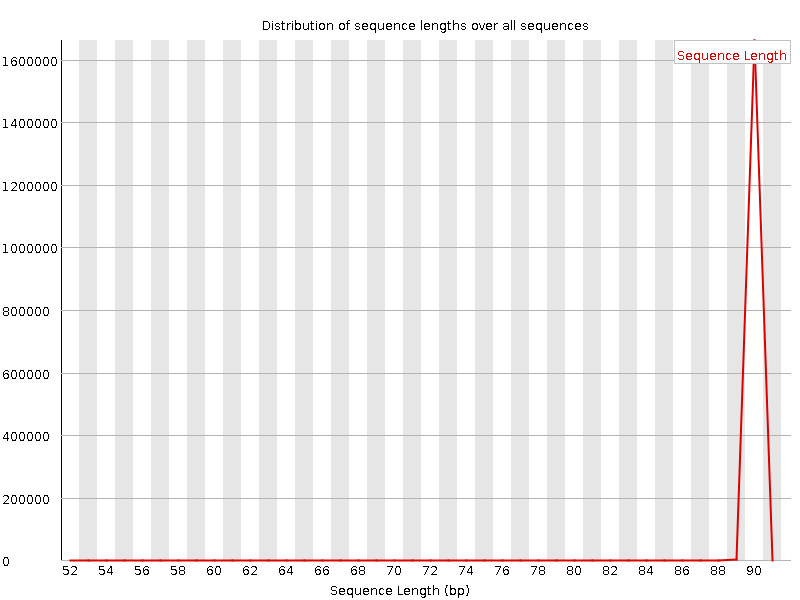 Distribution of sequence lengths over all sequences
Sequence Length
1600000
1400000
1200000
1000000
800000
600000
400000
200000
0
52 54 56 58 60 62 64 66 68 70 72 74 76 78 80 82 84 86 88 90
Sequence Length (bp)